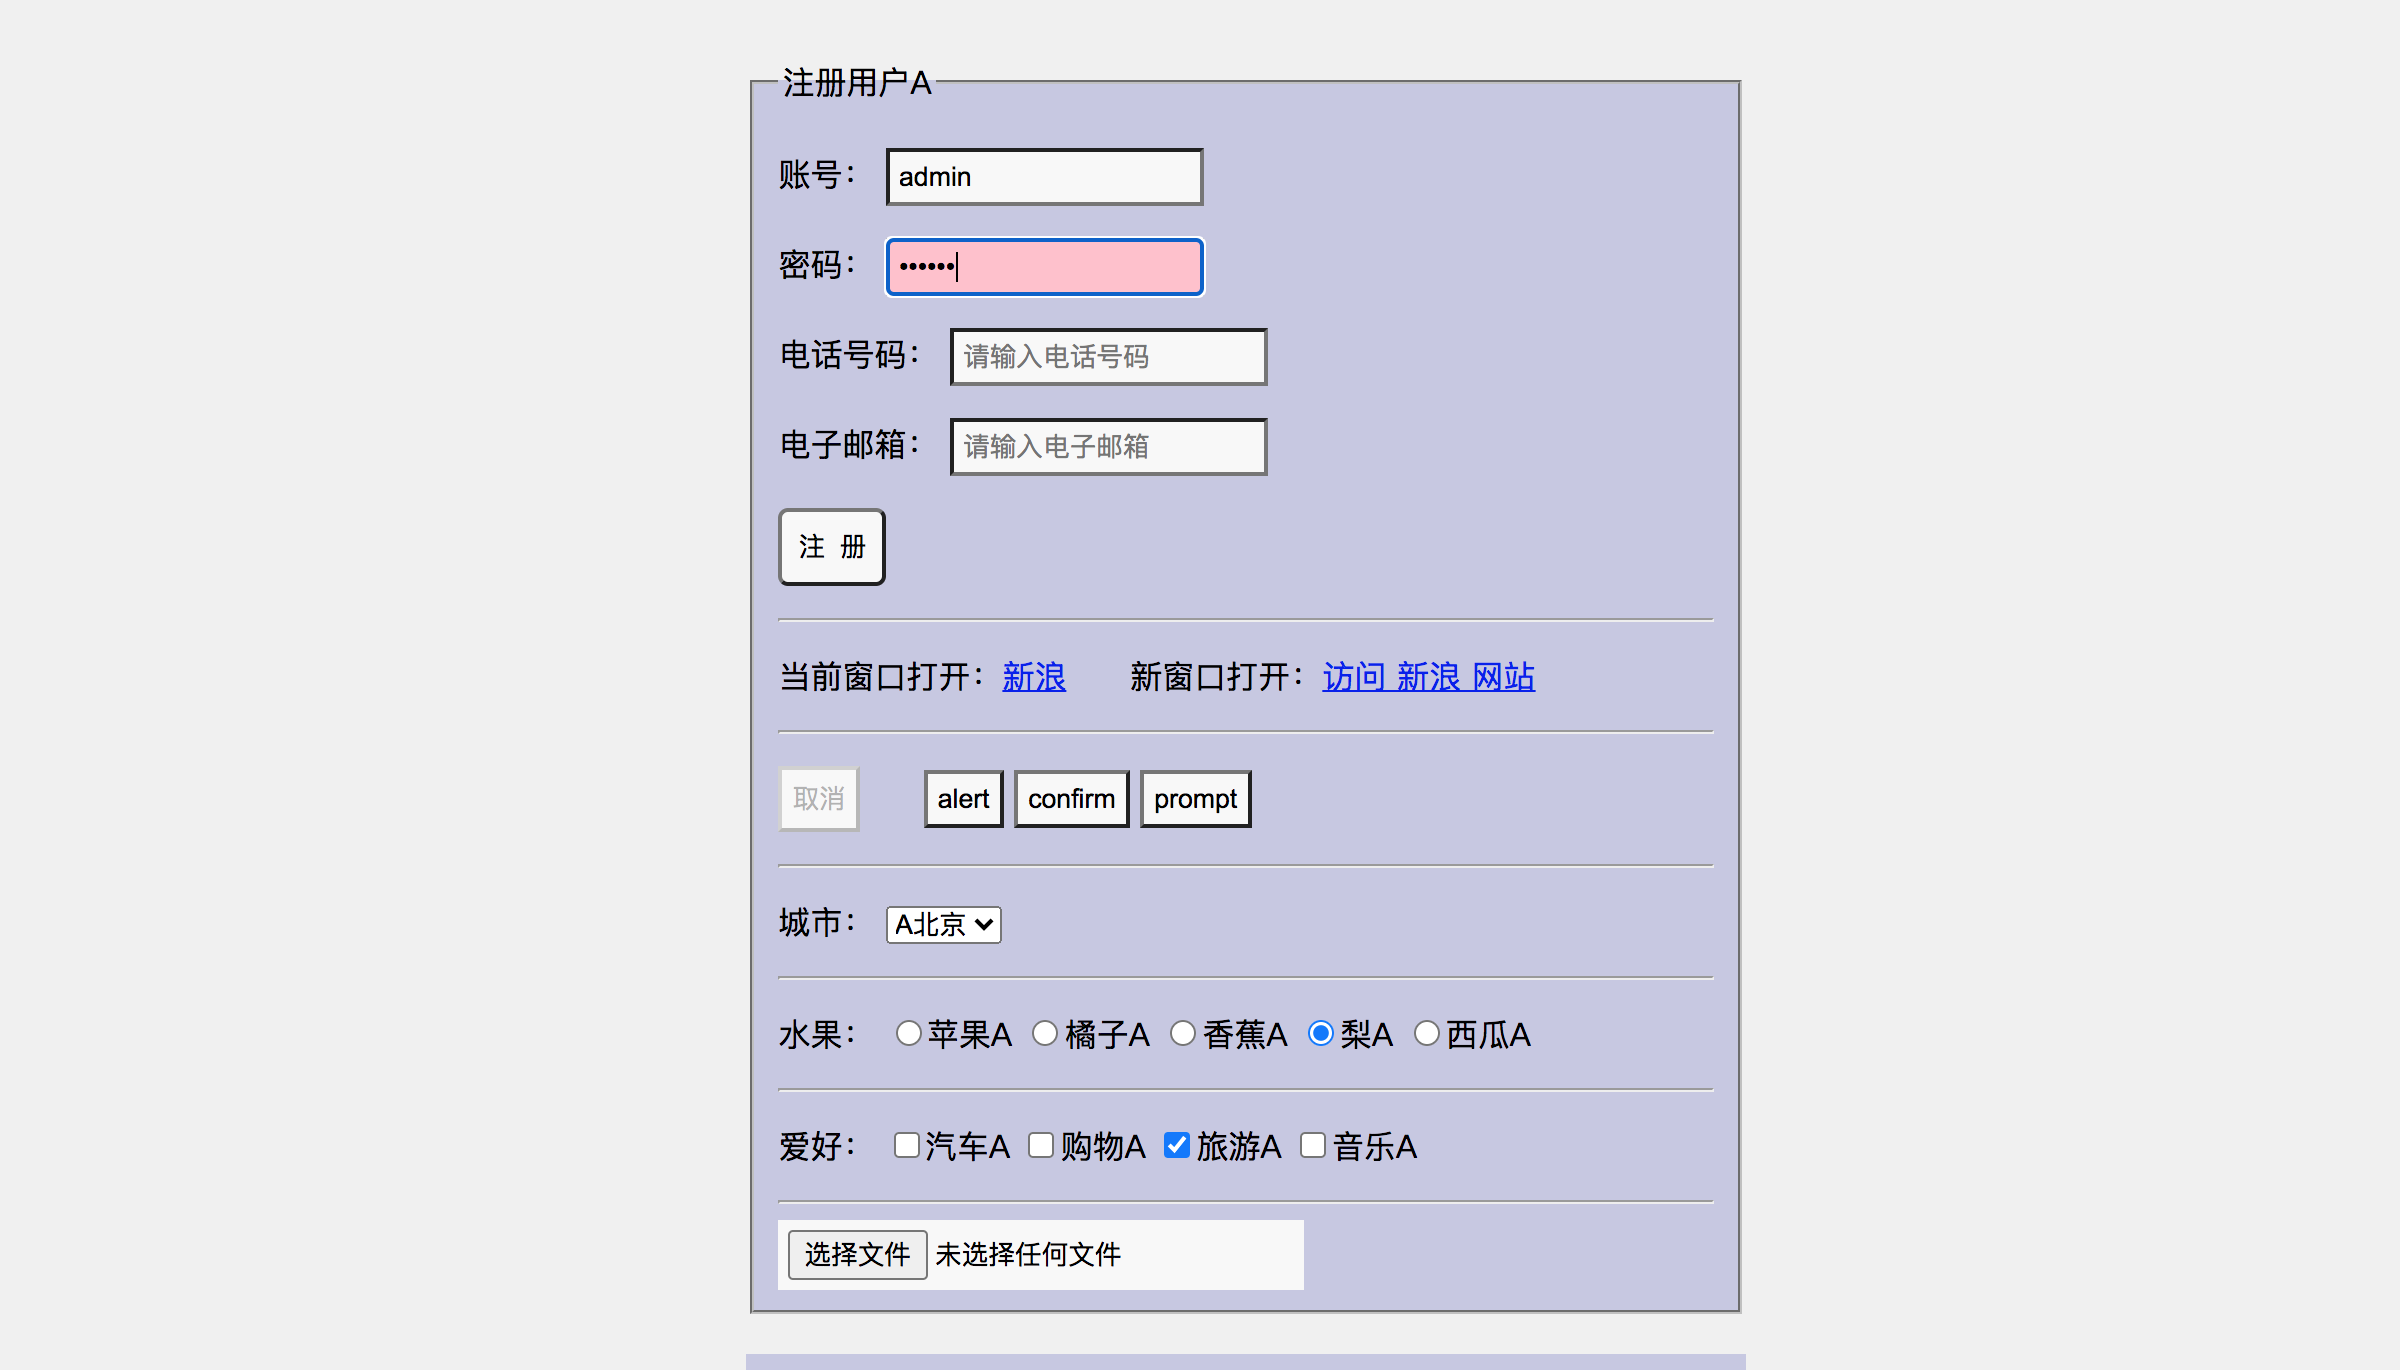 注册用户A
账号： admin
密码： ••••••
电话号码： 请输入电话号码
电子邮箱： 请输入电子邮箱
注 册
当前窗口打开：新浪 新窗口打开：访问 新浪 网站
取消 alert confirm prompt
城市： A北京
水果： 苹果A 橘子A 香蕉A 梨A 西瓜A
爱好： 汽车A 购物A 旅游A 音乐A
选择文件 未选择任何文件